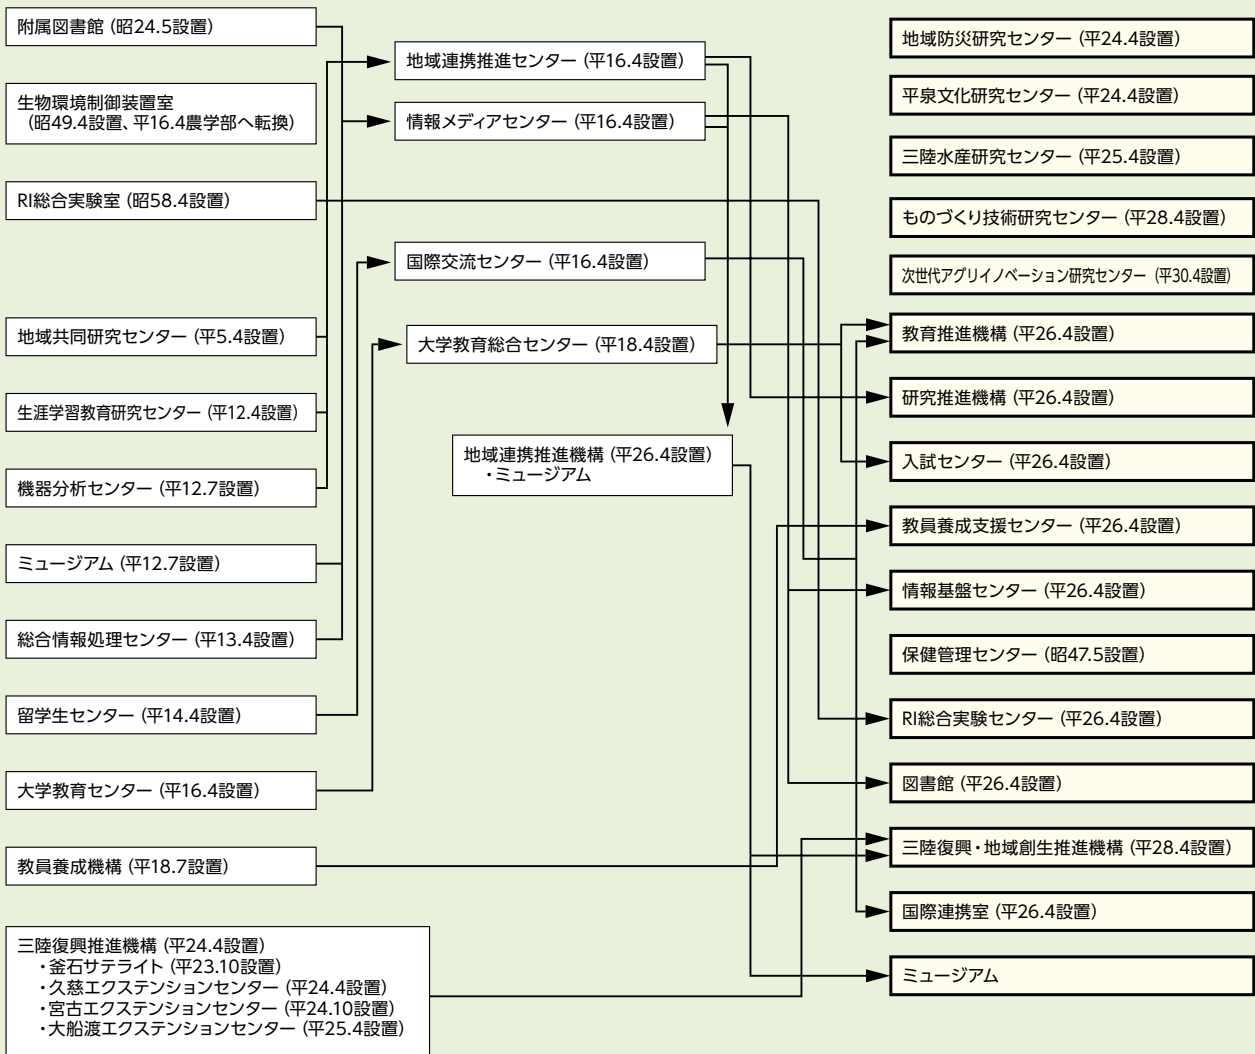 附属図書館 (昭24.5設置)
生物環境制御装置室
(昭49.4設置、平16.4農学部へ転換)
RI総合実験室 (昭58.4設置)
地域共同研究センター (平5.4設置)
生涯学習教育研究センター (平12.4設置)
機器分析センター (平12.7設置)
ミュージアム (平12.7設置)
総合情報処理センター (平13.4設置)
留学生センター (平14.4設置)
大学教育センター (平16.4設置)
教員養成機構 (平18.7設置)
三陸復興推進機構 (平24.4設置)
・釜石サテライト (平23.10設置)
・久慈エクステンションセンター (平24.4設置)
・宮古エクステンションセンター (平24.10設置)
・大船渡エクステンションセンター (平25.4設置)
地域連携推進センター (平16.4設置)
情報メディアセンター (平16.4設置)
国際交流センター (平16.4設置)
大学教育総合センター (平18.4設置)
地域連携推進機構 (平26.4設置)
・ミュージアム
地域防災研究センター (平24.4設置)
平泉文化研究センター (平24.4設置)
三陸水産研究センター (平25.4設置)
ものづくり技術研究センター (平28.4設置)
次世代アグリイノベーション研究センター (平30.4設置)
教育推進機構 (平26.4設置)
研究推進機構 (平26.4設置)
入試センター (平26.4設置)
教員養成支援センター (平26.4設置)
情報基盤センター (平26.4設置)
保健管理センター (昭47.5設置)
RI総合実験センター (平26.4設置)
図書館 (平26.4設置)
三陸復興・地域創生推進機構 (平28.4設置)
国際連携室 (平26.4設置)
ミュージアム